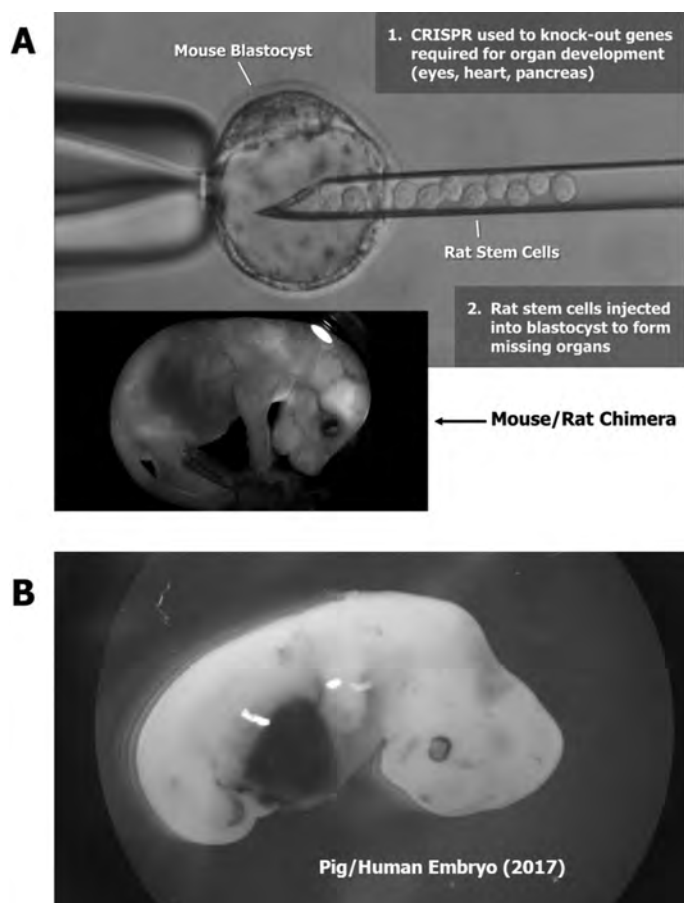 A
Mouse Blastocyst
1. CRISPR used to knock-out genes
required for organ development
(eyes, heart, pancreas)
Rat Stem Cells
2. Rat stem cells injected
into blastocyst to form
missing organs
Mouse/Rat Chimera
B
Pig/Human Embryo (2017)